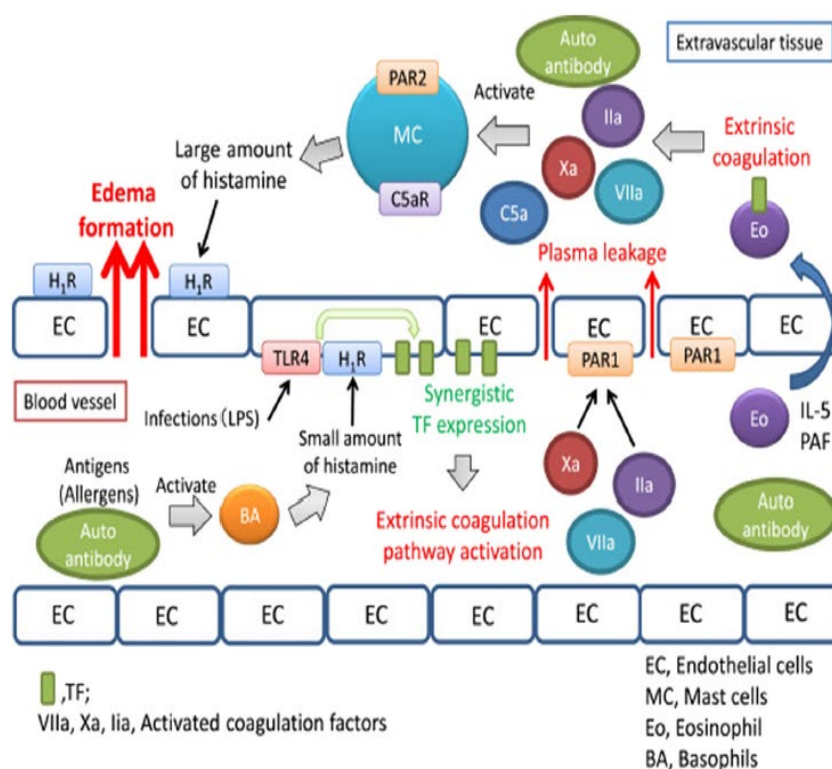 Auto
antibody
Extravascular tissue
PAR2
MC
C5aR
Activate
IIa
Xa
VIIa
C5a
Extrinsic
coagulation
Eo
Large amount
of histamine
Edema
formation
Plasma leakage
H₁R
H₁R
EC
EC
EC
EC
EC
EC
TLR4
H₁R
PAR1
PAR1
Blood vessel
Infections (LPS)
Small amount
of histamine
Synergistic
TF expression
Eo
IL-5
PAF
Antigens
(Allergens)
Activate
Auto
antibody
BA
Extrinsic coagulation
pathway activation
Xa
IIa
VIIa
Auto
antibody
EC
EC
EC
EC
EC
EC
EC
EC
,TF;
VIIa, Xa, Iia, Activated coagulation factors
EC, Endothelial cells
MC, Mast cells
Eo, Eosinophil
BA, Basophils